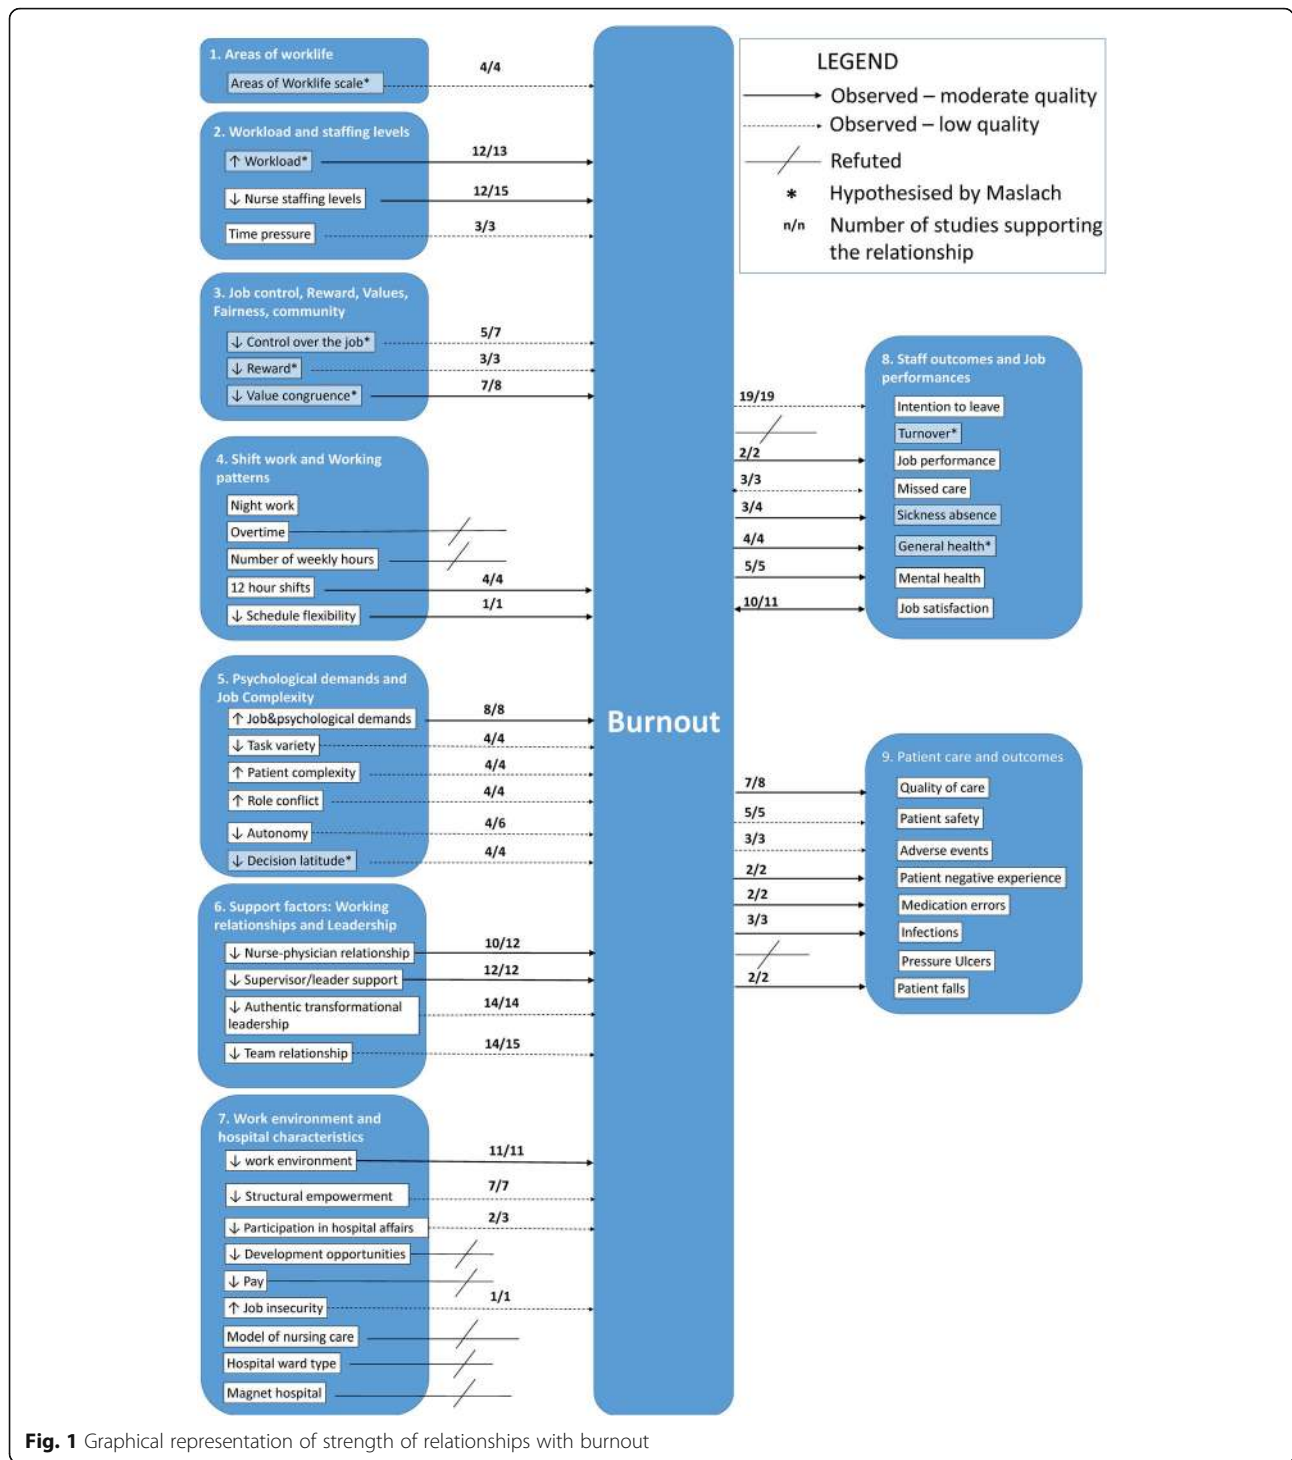 1. Areas of worklife
Areas of Worklife scale*
4/4
2. Workload and staffing levels
↑ Workload*
12/13
↓ Nurse staffing levels
12/15
Time pressure
3/3
3. Job control, Reward, Values,
Fairness, community
↓ Control over the job*
5/7
↓ Reward*
3/3
↓ Value congruence*
7/8
4. Shift work and Working
patterns
Night work
Overtime
Number of weekly hours
12 hour shifts
4/4
↓ Schedule flexibility
1/1
5. Psychological demands and
Job Complexity
↑ Job&psychological demands
8/8
↓ Task variety
4/4
↑ Patient complexity
4/4
↑ Role conflict
4/4
↓ Autonomy
4/6
↓ Decision latitude*
4/4
6. Support factors: Working
relationships and Leadership
↓ Nurse-physician relationship
10/12
↓ Supervisor/leader support
12/12
↓ Authentic transformational
leadership
14/14
↓ Team relationship
14/15
7. Work environment and
hospital characteristics
↓ work environment
11/11
↓ Structural empowerment
7/7
↓ Participation in hospital affairs
2/3
↓ Development opportunities
↓ Pay
↑ Job insecurity
1/1
Model of nursing care
Hospital ward type
Magnet hospital
Burnout
LEGEND
Observed – moderate quality
Observed – low quality
Refuted
* Hypothesised by Maslach
n/n Number of studies supporting
the relationship
8. Staff outcomes and Job
performances
19/19
Intention to leave
Turnover*
2/2
Job performance
3/3
Missed care
3/4
Sickness absence
4/4
General health*
5/5
Mental health
10/11
Job satisfaction
9. Patient care and outcomes
7/8
Quality of care
5/5
Patient safety
3/3
Adverse events
2/2
Patient negative experience
2/2
Medication errors
3/3
Infections
Pressure Ulcers
2/2
Patient falls
Fig. 1 Graphical representation of strength of relationships with burnout